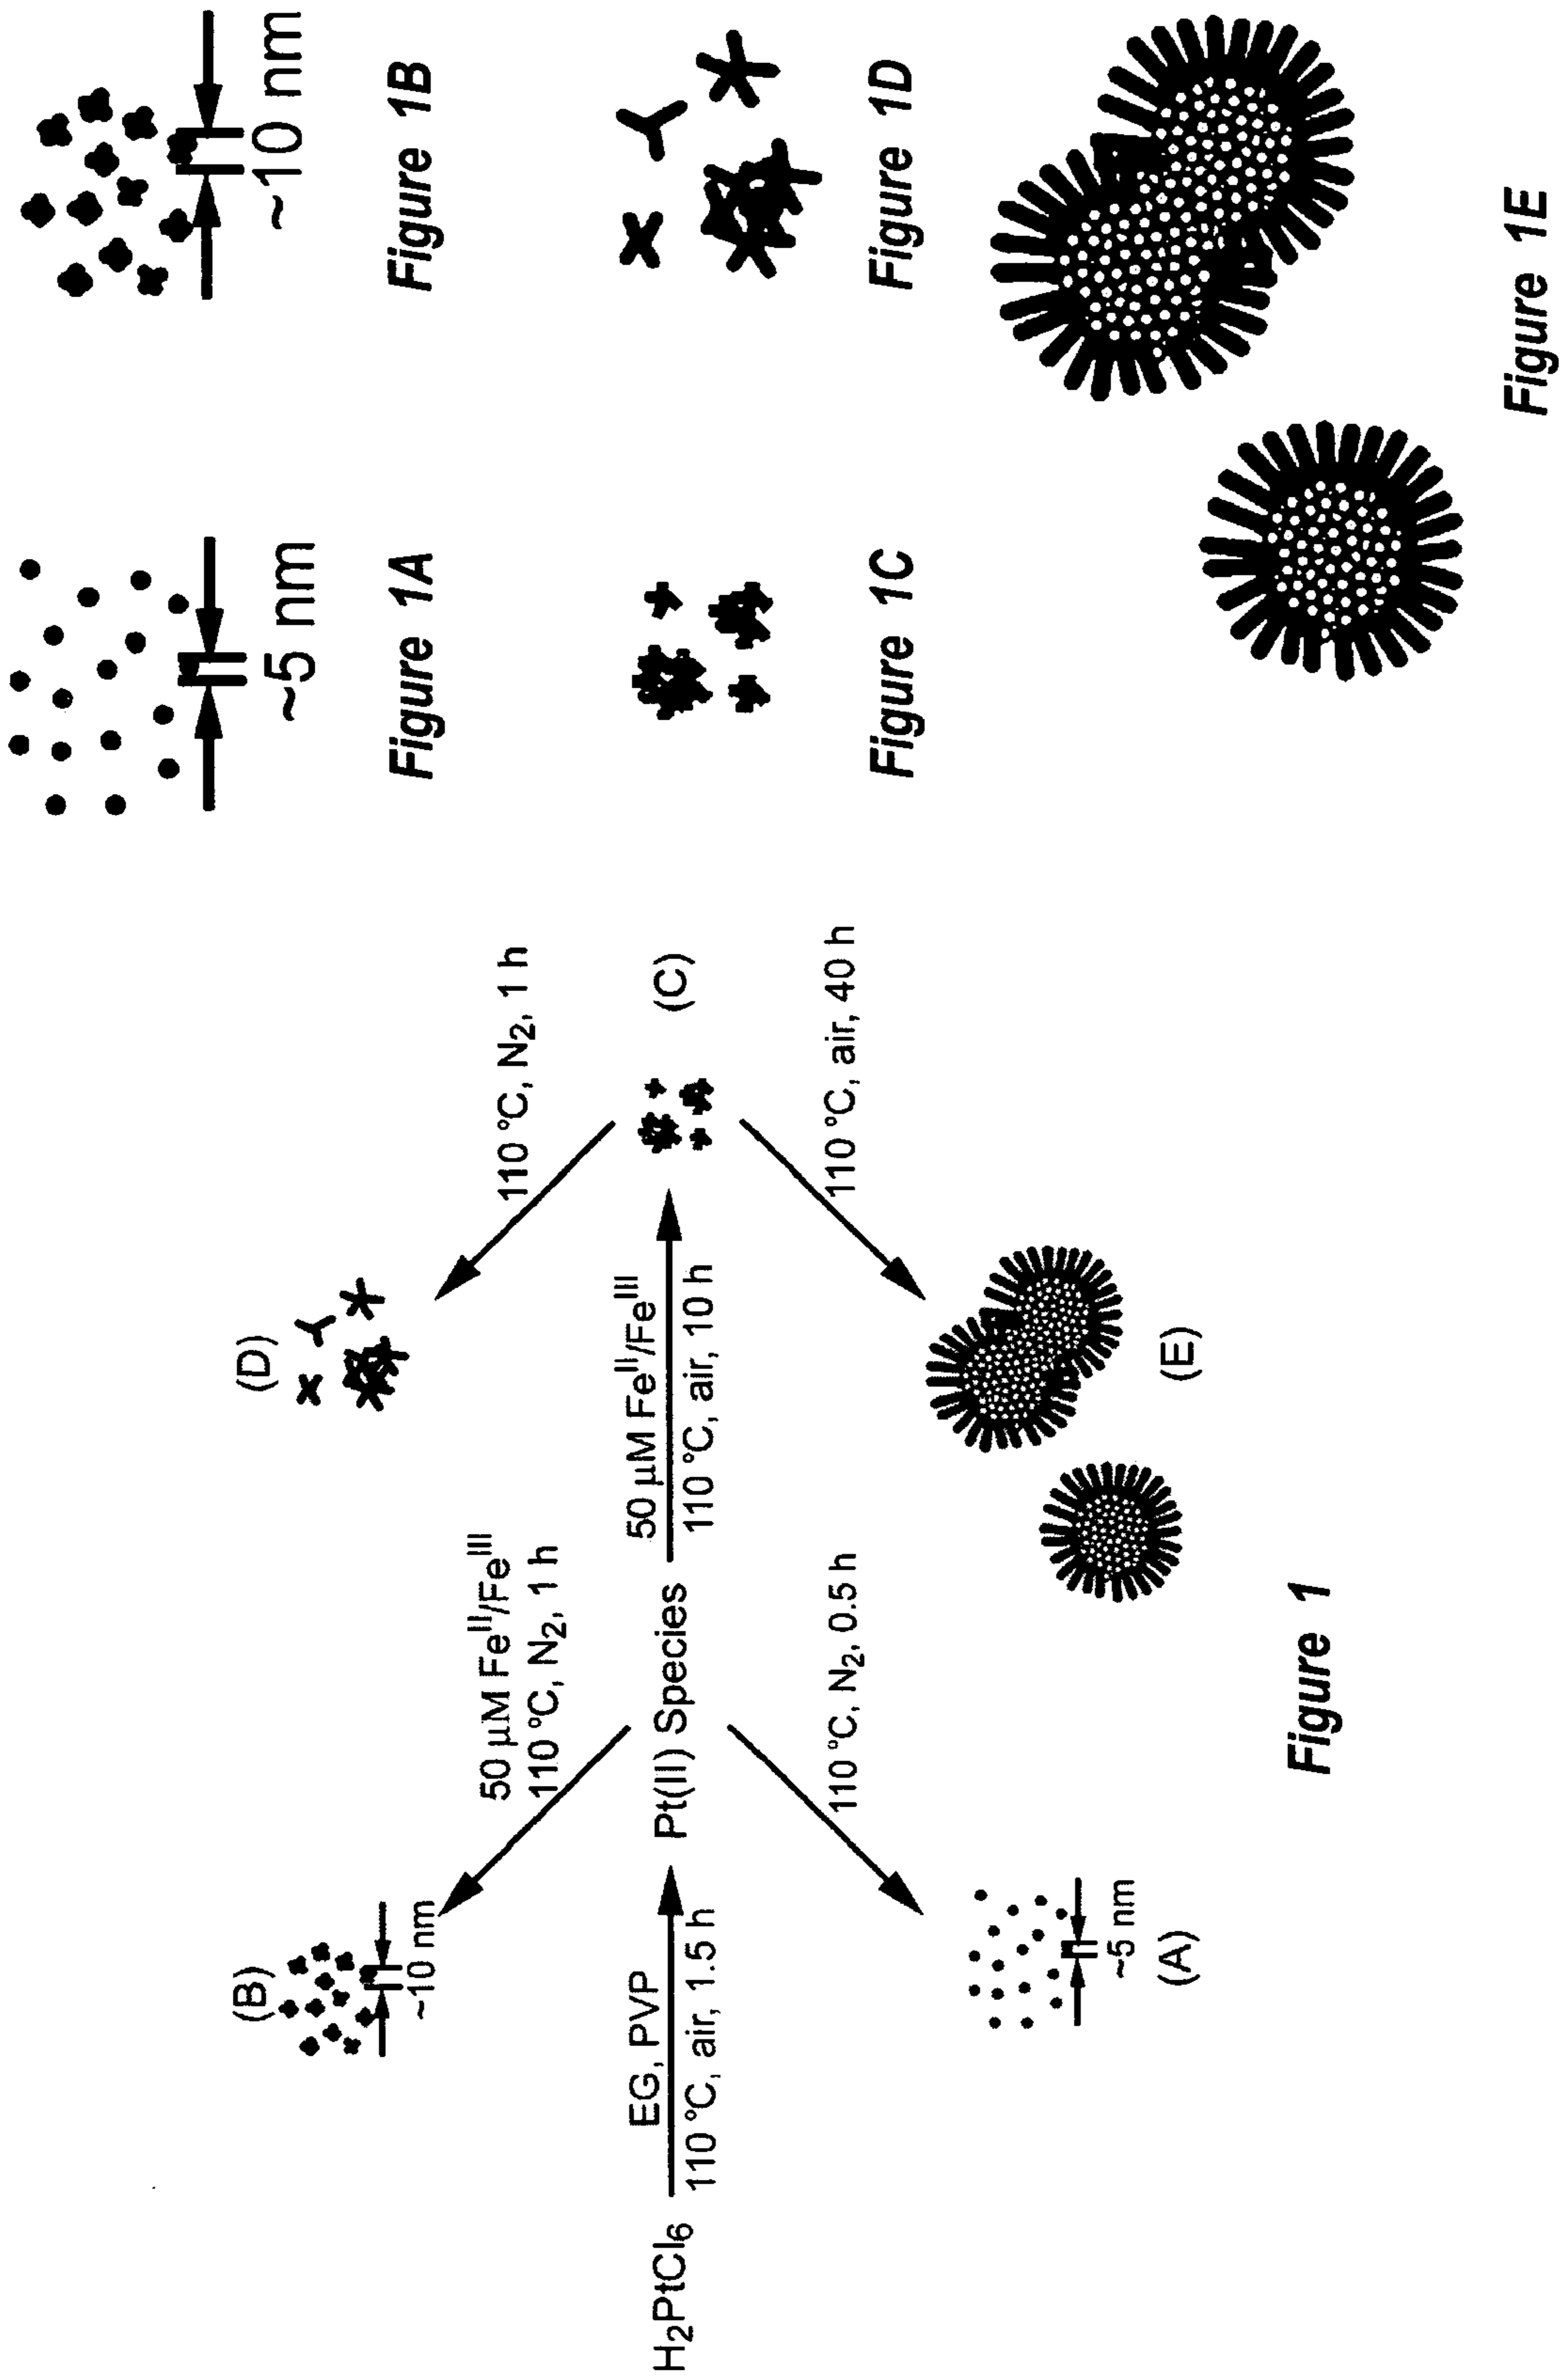 (B)
~10 nm
50 μM Feᴵᴵ/Feᴵᴵᴵ
110 °C, N₂, 1 h
(D)
110 °C, N₂, 1 h
H₂PtCl₆
EG, PVP
110 °C, air, 1.5 h
Pt(II) Species
50 μM Feᴵᴵ/Feᴵᴵᴵ
110 °C, air, 10 h
(C)
110 °C, N₂, 0.5 h
110 °C, air, 40 h
~5 nm
(A)
(E)
Figure 1
~5 nm
Figure 1A
~10 nm
Figure 1B
Figure 1C
Figure 1D
Figure 1E